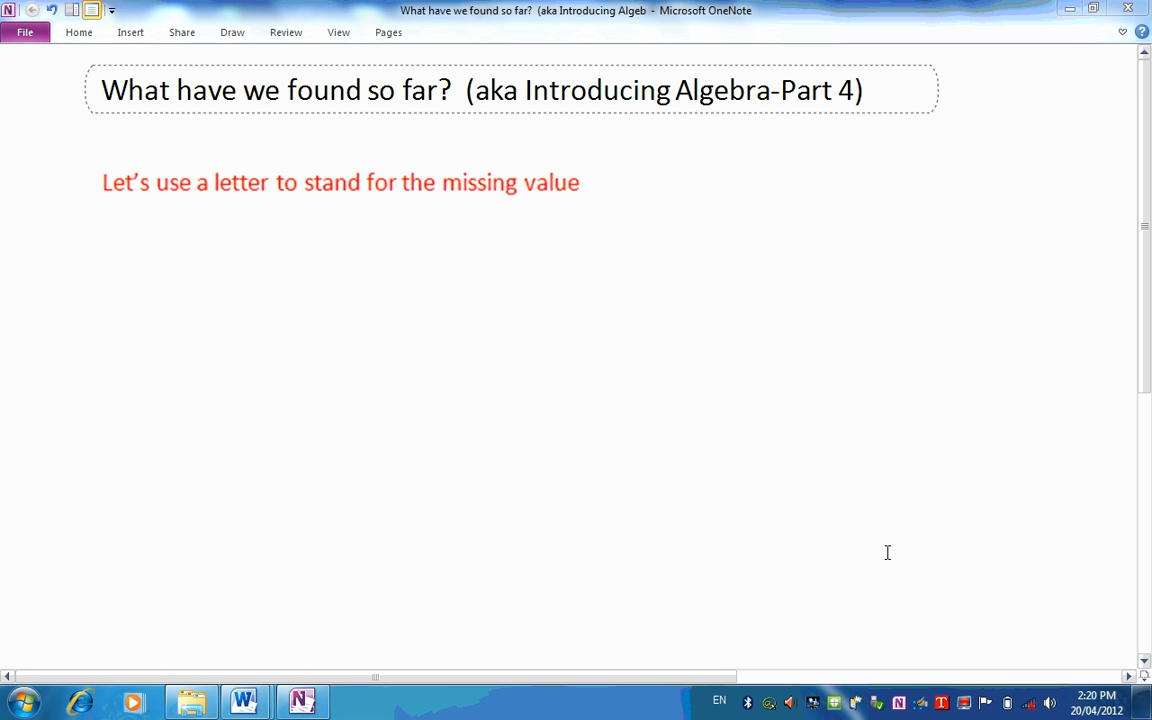 What have we found so far?  (aka Introducing Algeb - Microsoft OneNote
File Home Insert Share Draw Review View Pages
What have we found so far?  (aka Introducing Algebra-Part 4)
Let's use a letter to stand for the missing value
EN
2:20 PM
20/04/2012